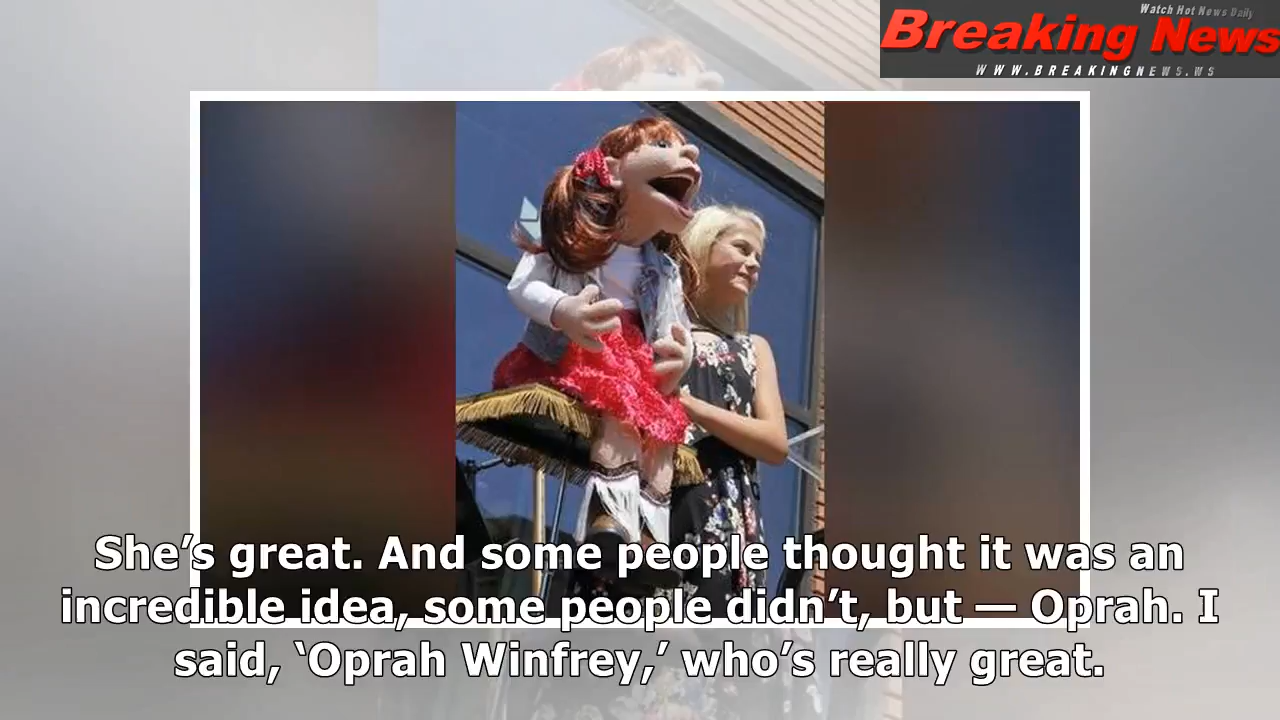 Watch Hot News Daily
Breaking News
WWW.BREAKINGNEWS.WS
She’s great. And some people thought it was an
incredible idea, some people didn’t, but — Oprah. I
said, ‘Oprah Winfrey,’ who’s really great.